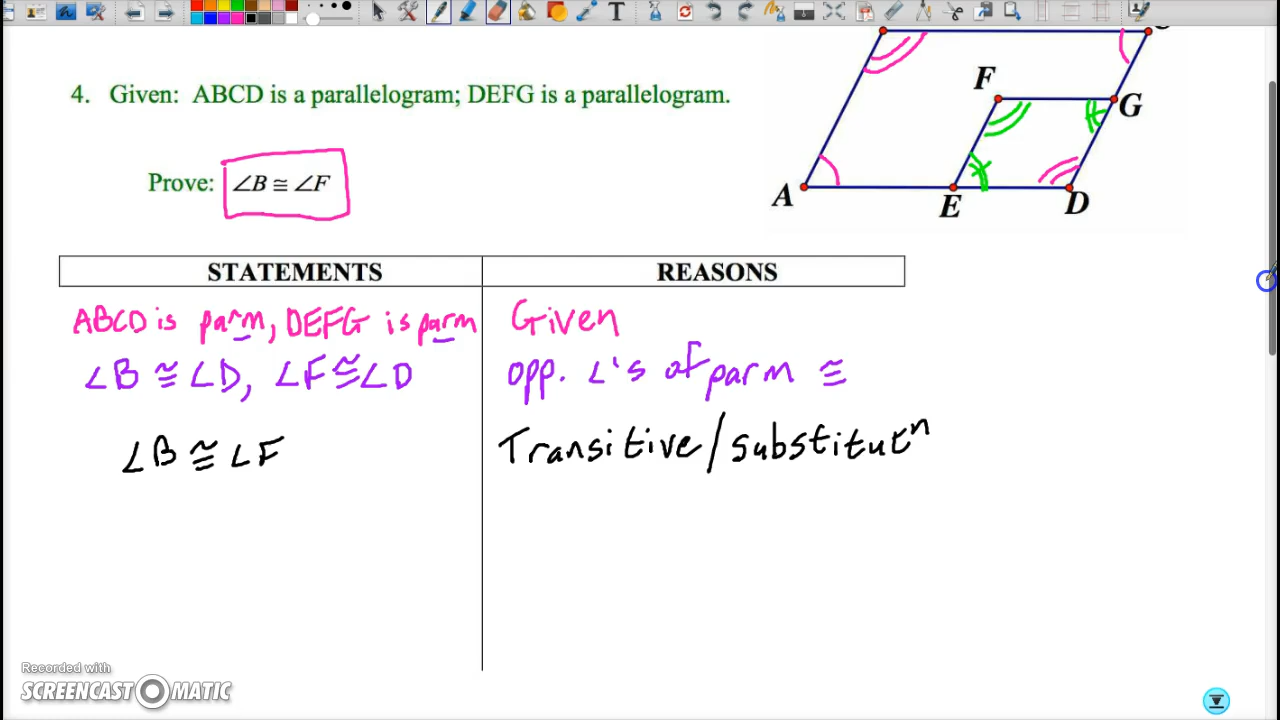 4. Given: ABCD is a parallelogram; DEFG is a parallelogram.
Prove: ∠B ≅ ∠F
F
G
A
E
D
STATEMENTS REASONS
ABCD is parm, DEFG is parm Given
∠B ≅ ∠D, ∠F ≅ ∠D opp. ∠'s of parm ≅
∠B ≅ ∠F Transitive/substitutⁿ
Recorded with
SCREENCAST O MATIC